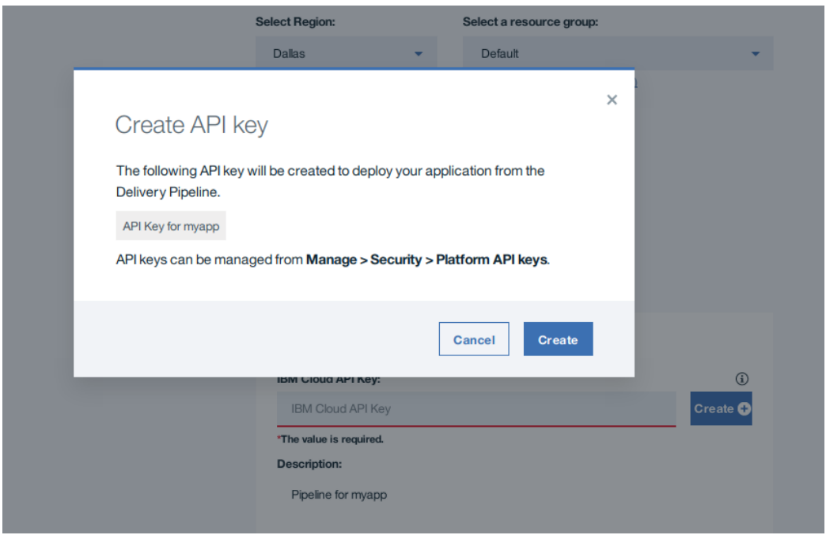 Select Region: Select a resource group:
Dallas Default
Create API key
The following API key will be created to deploy your application from the
Delivery Pipeline.
API Key for myapp
API keys can be managed from Manage > Security > Platform API keys.
Cancel Create
IBM Cloud API Key:
IBM Cloud API Key Create
*The value is required.
Description:
Pipeline for myapp